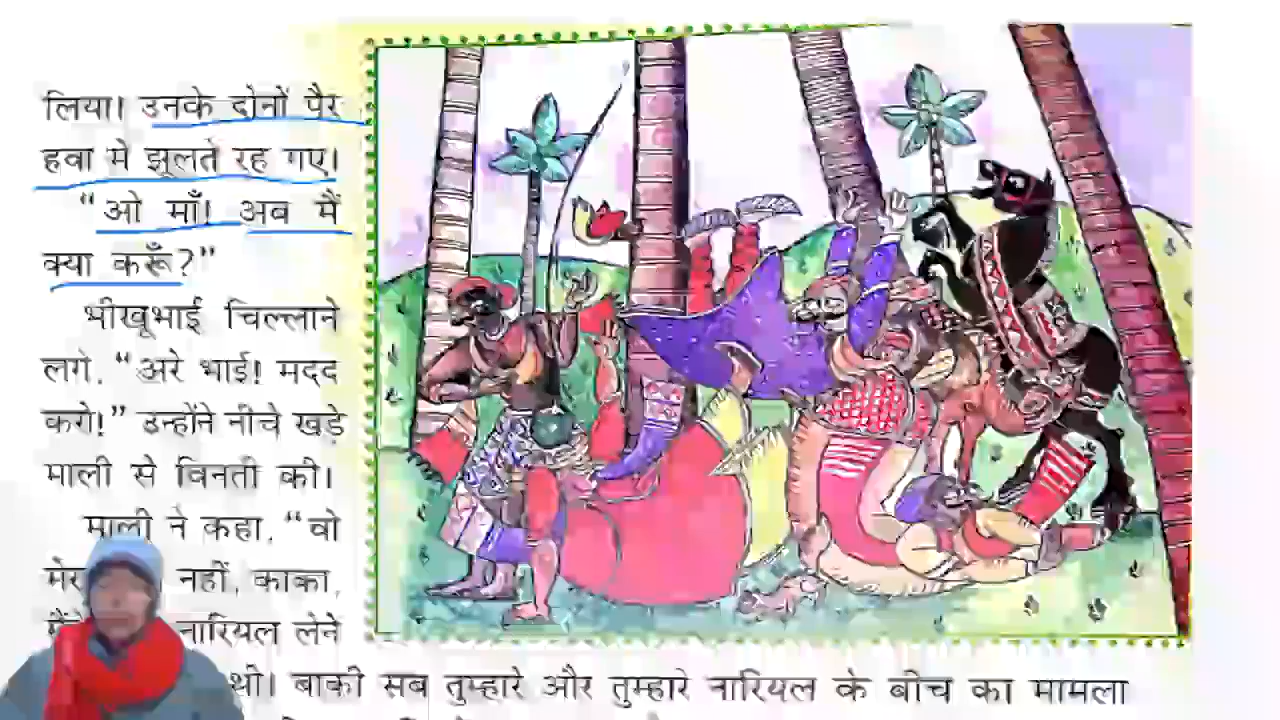 लिया। उनके दोनों पैर
हवा में झूलते रह गए।
"ओ माँ! अब मैं
क्या करूँ?"
भीखूभाई चिल्लाने
लगे, "अरे भाई! मदद
करो!" उन्होंने नीचे खड़े
माली से विनती की।
माली ने कहा, "वो
नहीं, काका,
नारियल लेने
थी। बाकी सब तुम्हारे और तुम्हारे नारियल के बीच का मामला